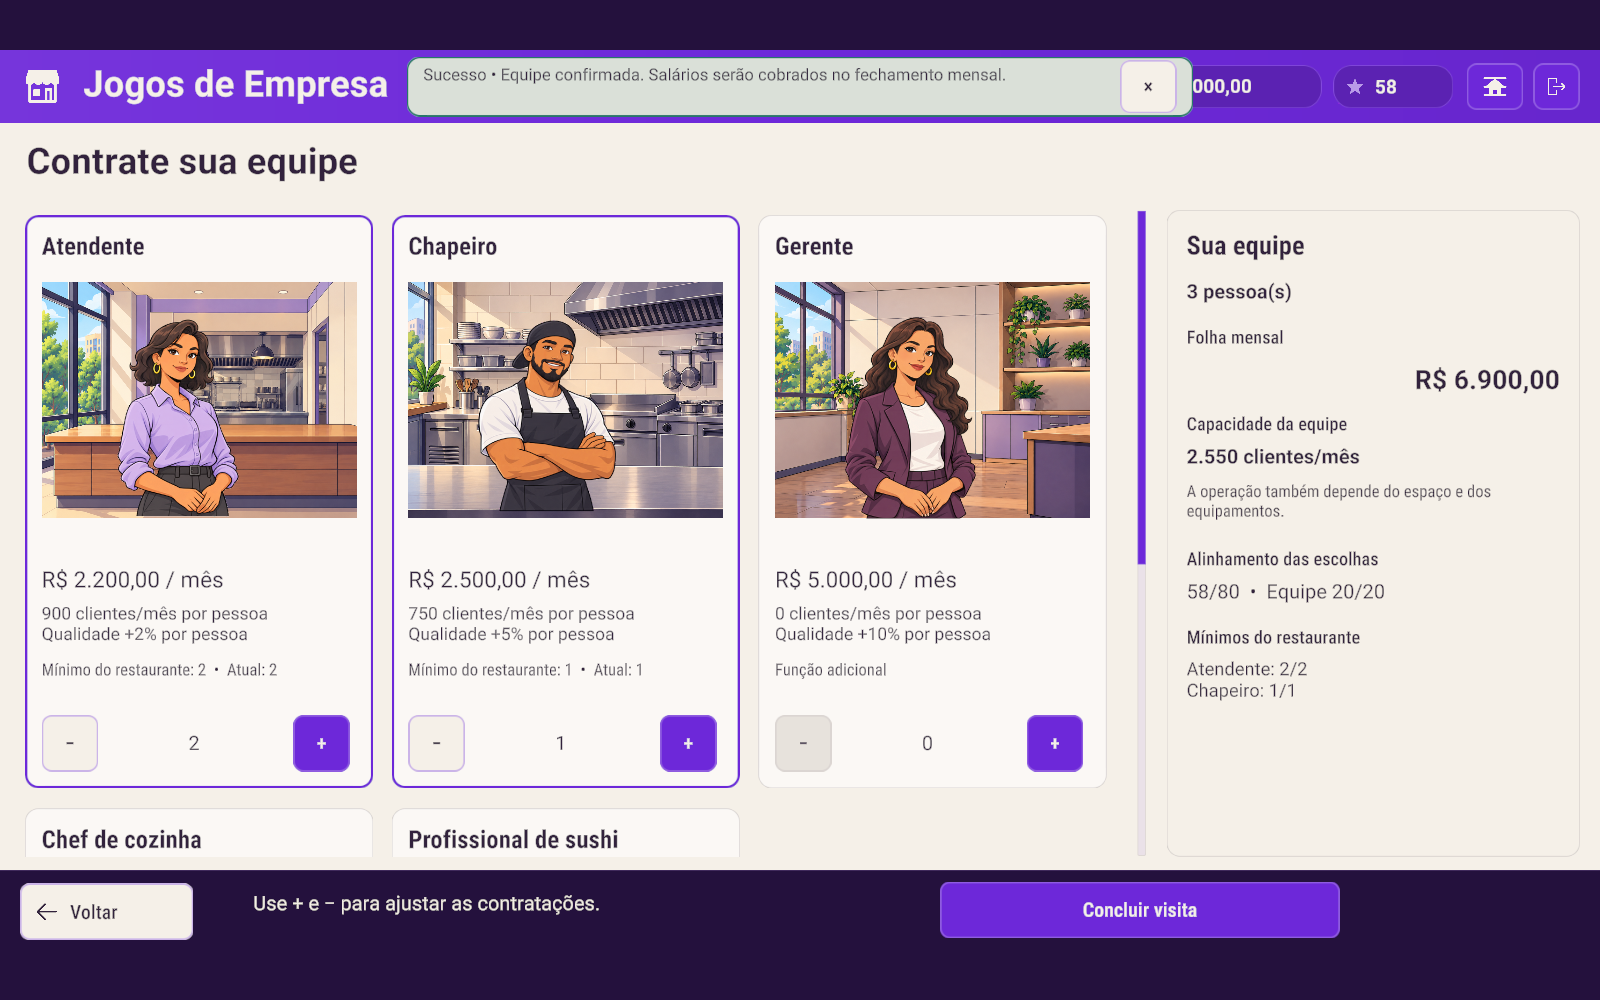 Jogos de Empresa
Sucesso • Equipe confirmada. Salários serão cobrados no fechamento mensal.
×
000,00
58
Contrate sua equipe
Atendente
R$ 2.200,00 / mês
900 clientes/mês por pessoa
Qualidade +2% por pessoa
Mínimo do restaurante: 2 • Atual: 2
- 2 +
Chapeiro
R$ 2.500,00 / mês
750 clientes/mês por pessoa
Qualidade +5% por pessoa
Mínimo do restaurante: 1 • Atual: 1
- 1 +
Gerente
R$ 5.000,00 / mês
0 clientes/mês por pessoa
Qualidade +10% por pessoa
Função adicional
- 0 +
Chef de cozinha
Profissional de sushi
Sua equipe
3 pessoa(s)
Folha mensal
R$ 6.900,00
Capacidade da equipe
2.550 clientes/mês
A operação também depende do espaço e dos
equipamentos.
Alinhamento das escolhas
58/80 • Equipe 20/20
Mínimos do restaurante
Atendente: 2/2
Chapeiro: 1/1
Voltar
Use + e − para ajustar as contratações.
Concluir visita